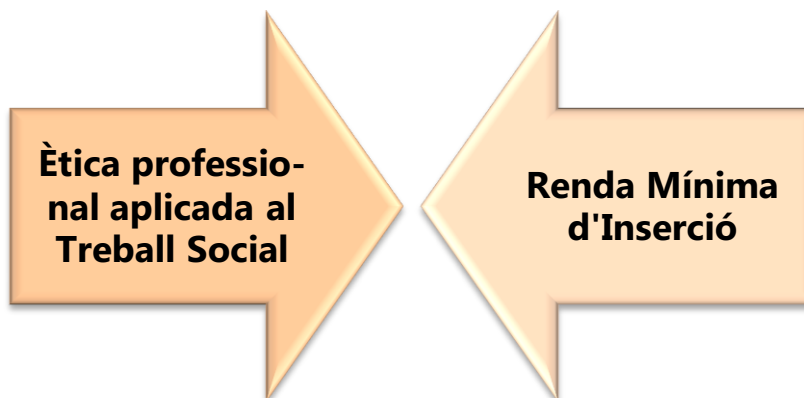 Ètica professio-
nal aplicada al
Treball Social
Renda Mínima
d'Inserció